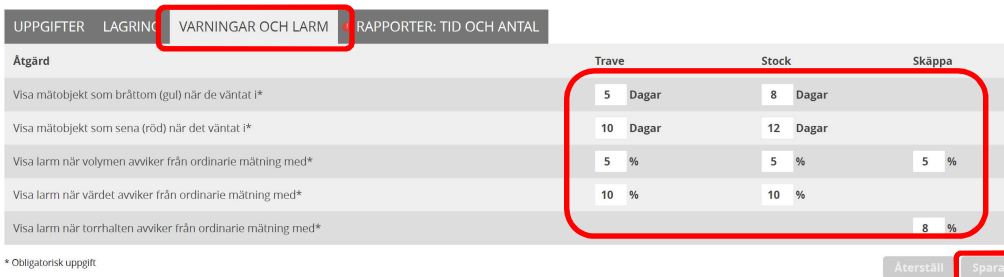 UPPGIFTER LAGRING VARNINGAR OCH LARM RAPPORTER: TID OCH ANTAL
Åtgärd Trave Stock Skäppa
Visa mätobjekt som bråttom (gul) när de väntat i* 5 Dagar 8 Dagar
Visa mätobjekt som sena (röd) när det väntat i* 10 Dagar 12 Dagar
Visa larm när volymen avviker från ordinarie mätning med* 5 % 5 % 5 %
Visa larm när värdet avviker från ordinarie mätning med* 10 % 10 %
Visa larm när torrhalten avviker från ordinarie mätning med* 8 %
* Obligatorisk uppgift
Återställ Spara